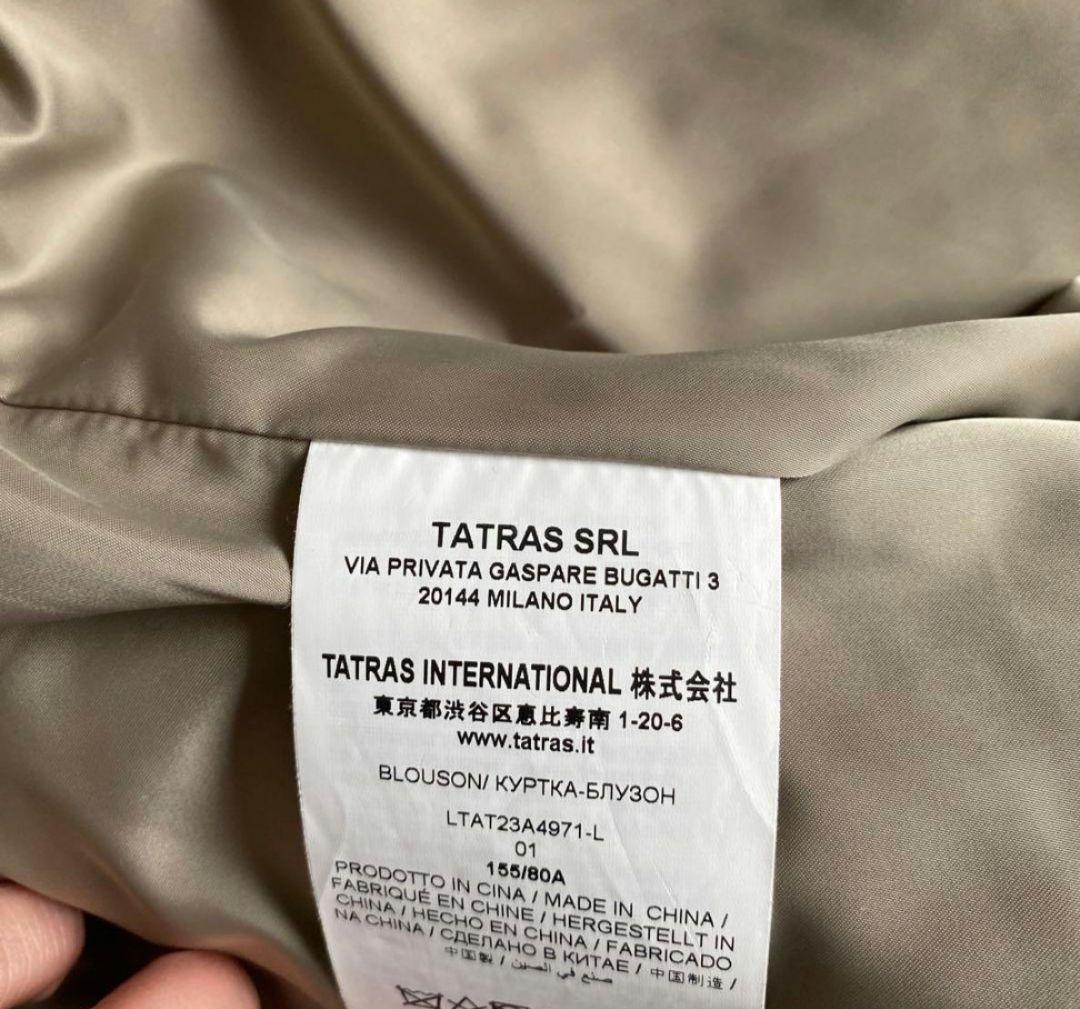 TATRAS SRL
VIA PRIVATA GASPARE BUGATTI 3
20144 MILANO ITALY
TATRAS INTERNATIONAL 株式会社
東京都渋谷区恵比寿南 1-20-6
www.tatras.it
BLOUSON/ КУРТКА-БЛУЗОН
LTAT23A4971-L
01
155/80A
PRODOTTO IN CINA / MADE IN CHINA /
FABRIQUÉ EN CHINE / HERGESTELLT IN
CHINA / HECHO EN CHINA / FABRICADO
NA CHINA / СДЕЛАНО В КИТАЕ / 中国制造 /
中国製 / صنع في الصين